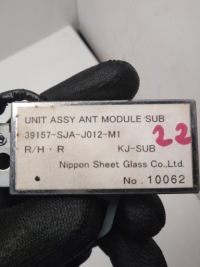 UNIT ASSY ANT MODULE·SUB
39157-SJA-J012-M1
R/H·R KJ-SUB
Nippon Sheet Glass Co.,Ltd.
No. 10062
22